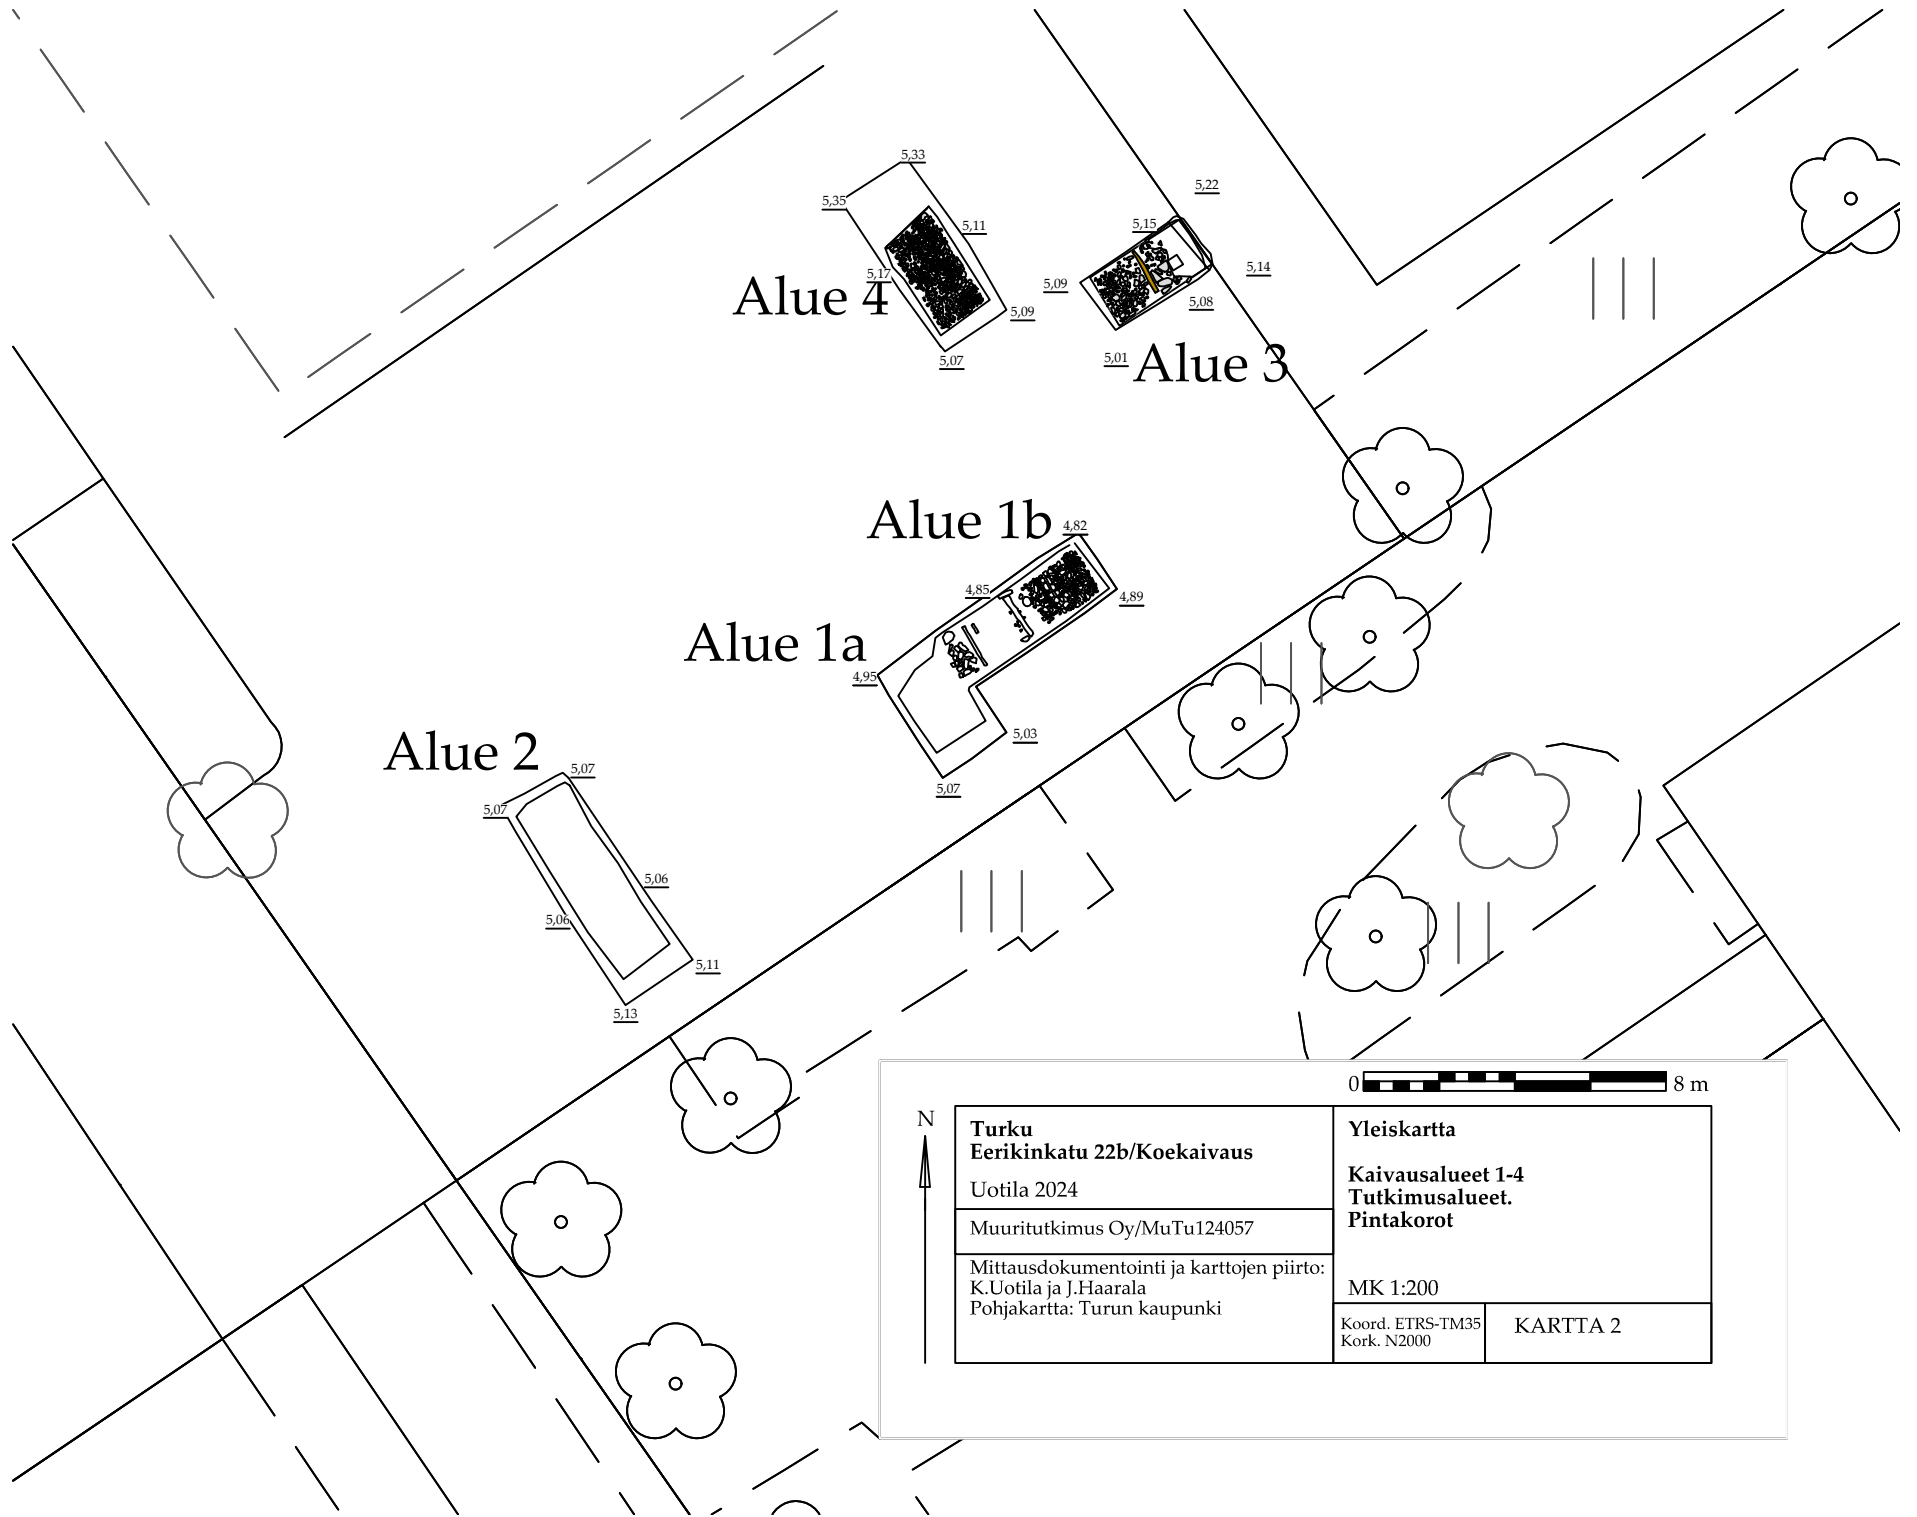 5,33
5,35
5,11
5,17
Alue 4
5,09
5,07
5,22
5,15
5,14
5,09
5,08
5,01
Alue 3
Alue 1b
4,82
4,85
4,89
Alue 1a
4,95
5,03
5,07
Alue 2
5,07
5,07
5,06
5,06
5,11
5,13
0
8 m
N
Turku
Eerikinkatu 22b/Koekaivaus
Uotila 2024
Muuritutkimus Oy/MuTu124057
Mittausdokumentointi ja karttojen piirto:
K.Uotila ja J.Haarala
Pohjakartta: Turun kaupunki
Yleiskartta
Kaivausalueet 1-4
Tutkimusalueet.
Pintakorot
MK 1:200
Koord. ETRS-TM35
Kork. N2000
KARTTA 2